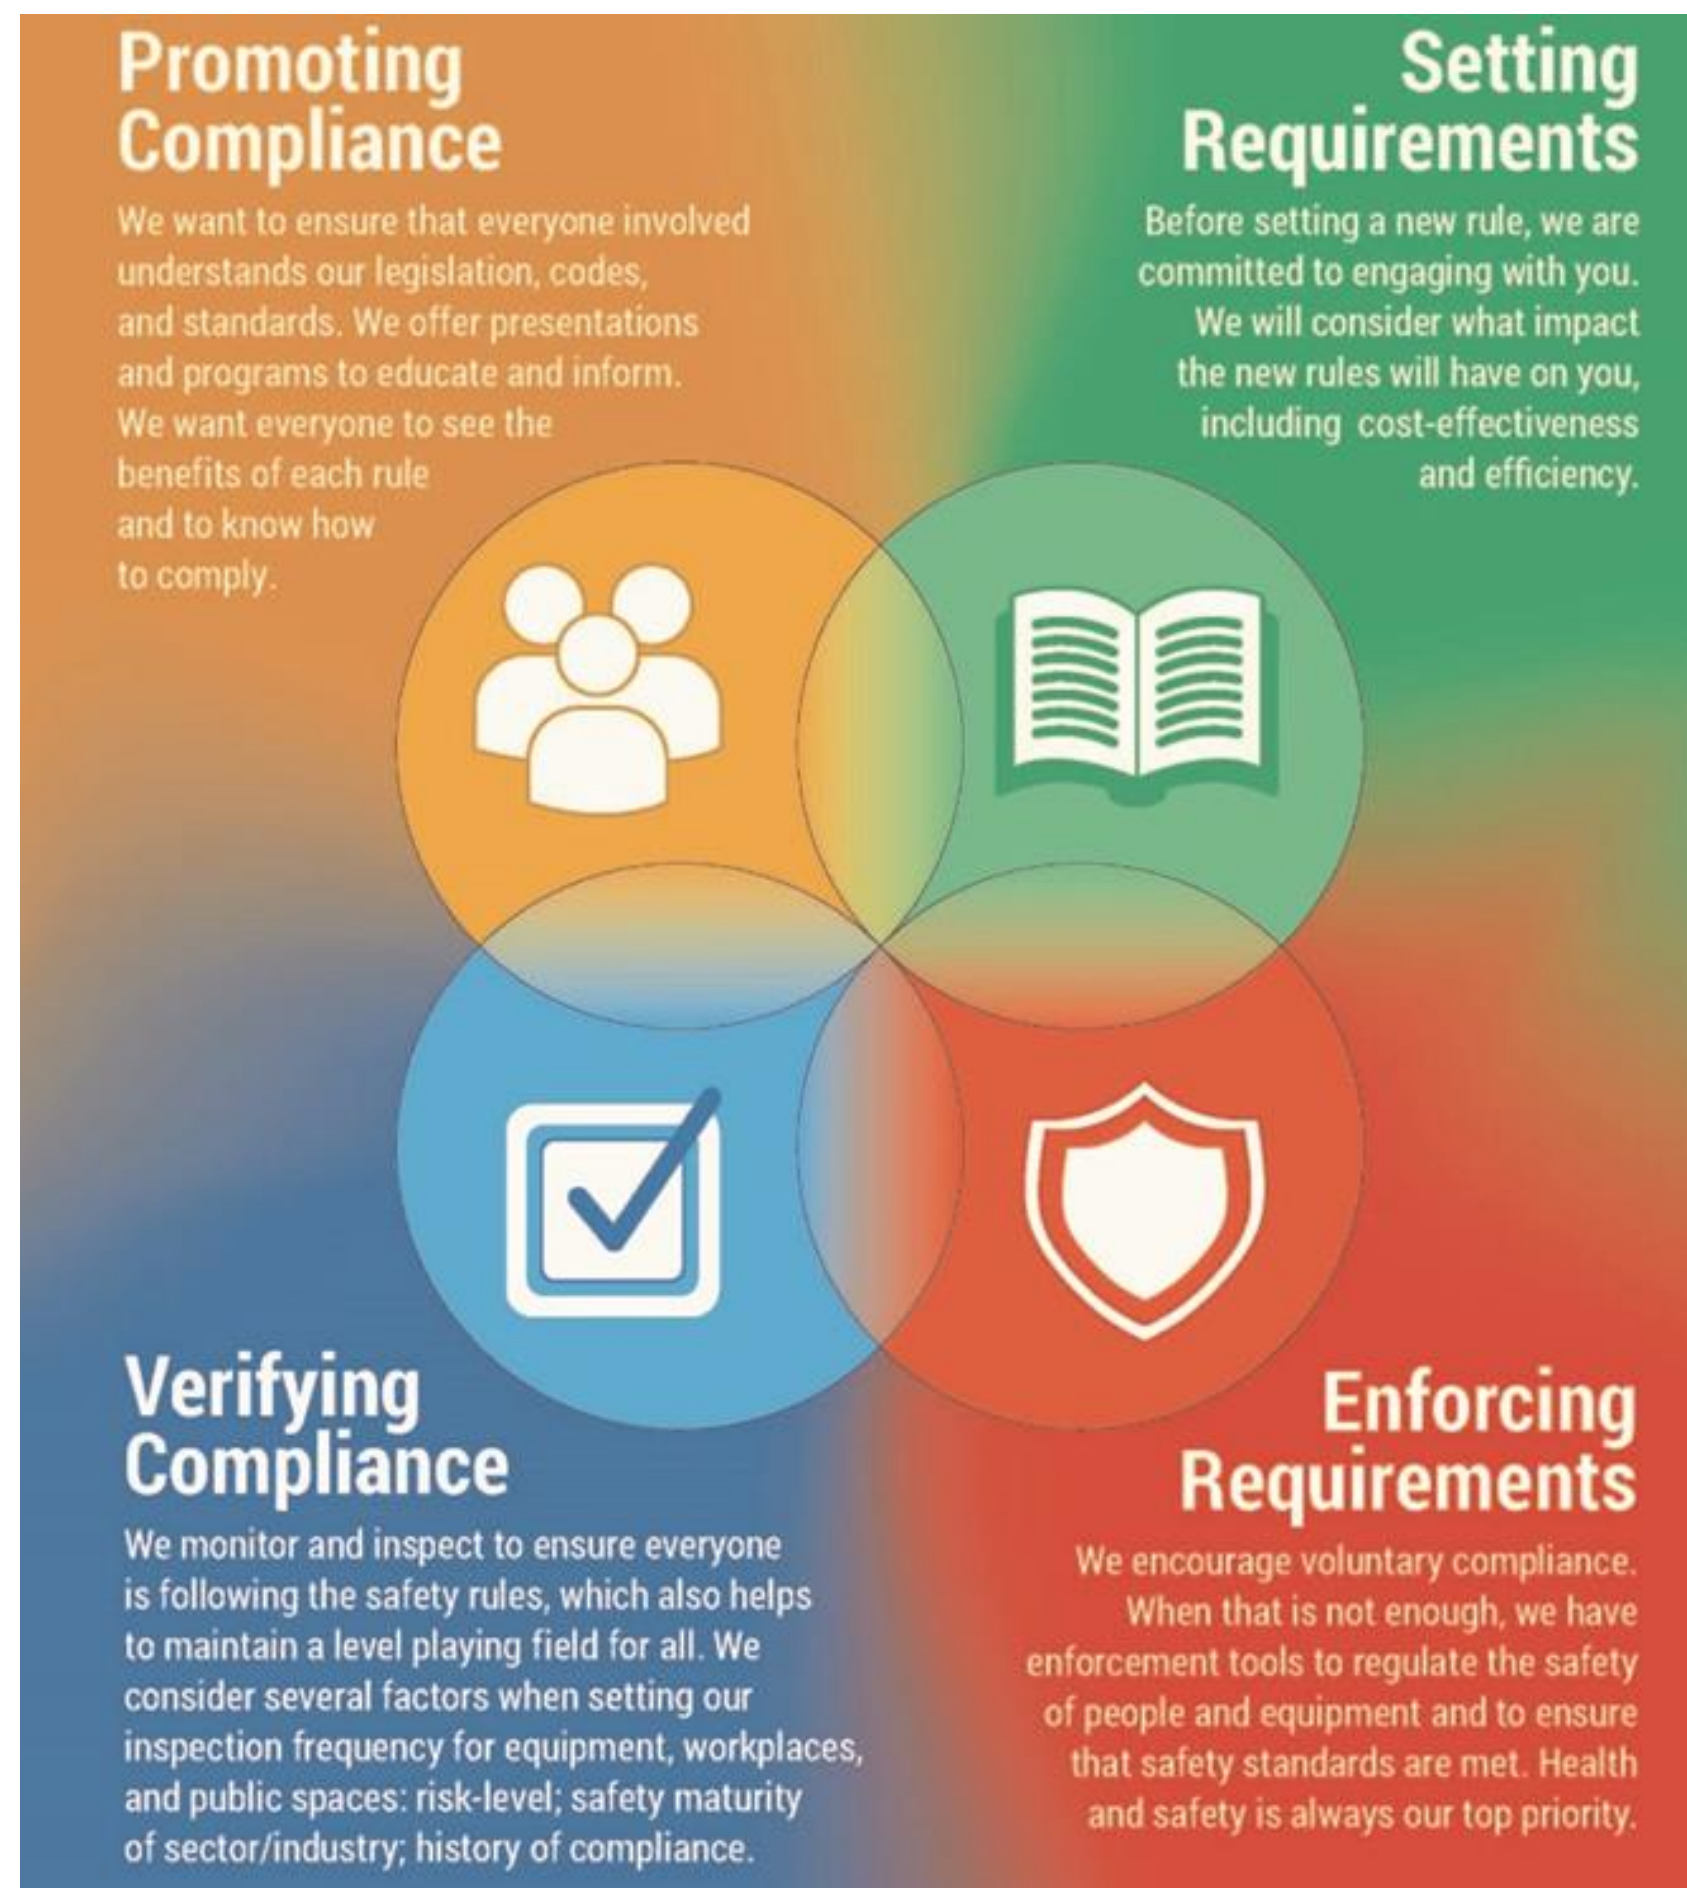 Promoting
Compliance
We want to ensure that everyone involved
understands our legislation, codes,
and standards. We offer presentations
and programs to educate and inform.
We want everyone to see the
benefits of each rule
and to know how
to comply.
Setting
Requirements
Before setting a new rule, we are
committed to engaging with you.
We will consider what impact
the new rules will have on you,
including cost-effectiveness
and efficiency.
Verifying
Compliance
We monitor and inspect to ensure everyone
is following the safety rules, which also helps
to maintain a level playing field for all. We
consider several factors when setting our
inspection frequency for equipment, workplaces,
and public spaces: risk-level; safety maturity
of sector/industry; history of compliance.
Enforcing
Requirements
We encourage voluntary compliance.
When that is not enough, we have
enforcement tools to regulate the safety
of people and equipment and to ensure
that safety standards are met. Health
and safety is always our top priority.